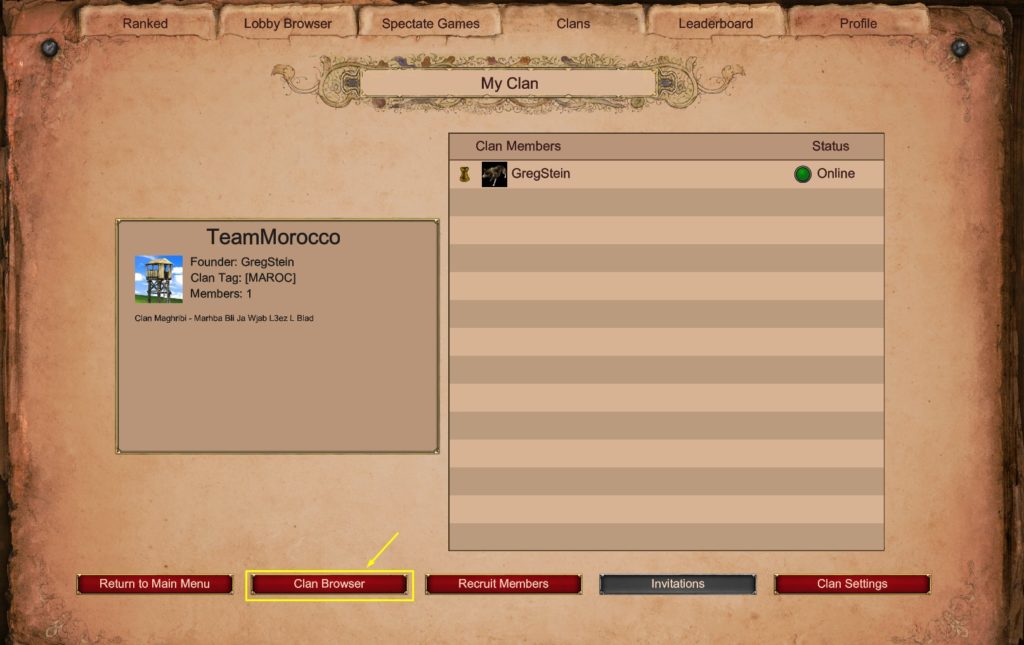 Ranked
Lobby Browser
Spectate Games
Clans
Leaderboard
Profile
My Clan
Clan Members
Status
GregStein
Online
TeamMorocco
Founder: GregStein
Clan Tag: [MAROC]
Members: 1
Clan Maghribi - Marhba Bli Ja Wjab L3ez L Blad
Return to Main Menu
Clan Browser
Recruit Members
Invitations
Clan Settings